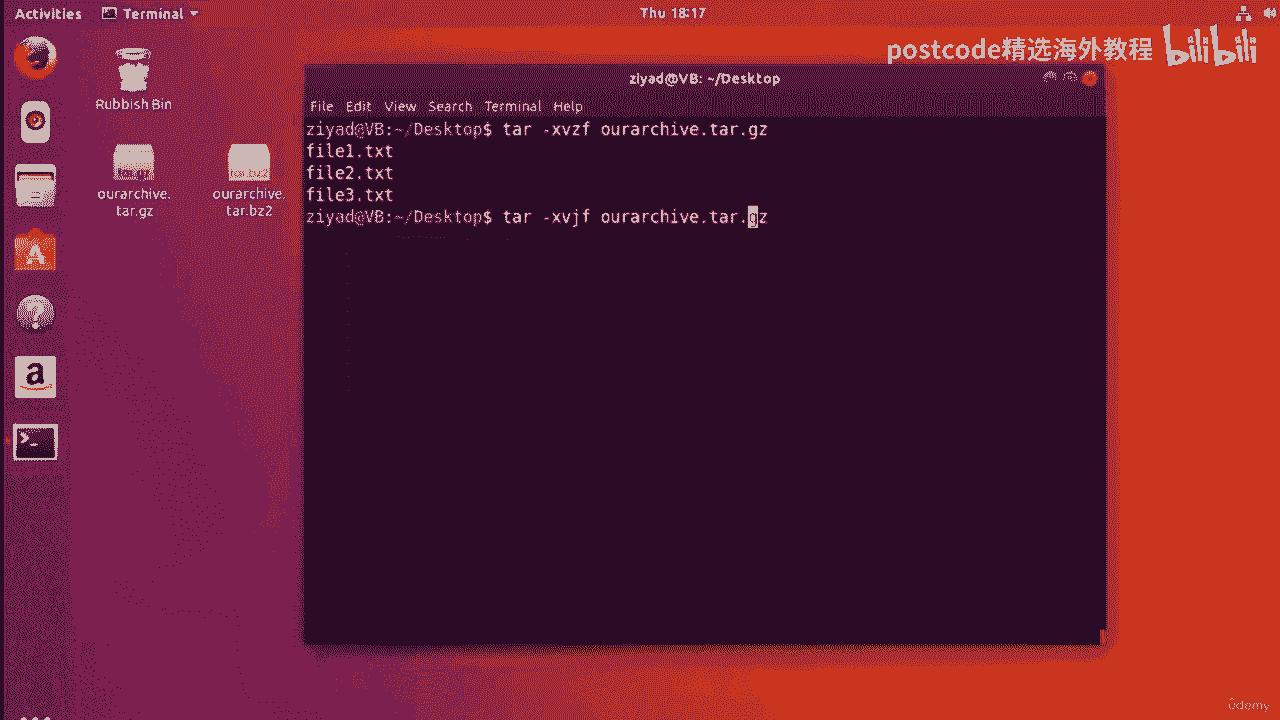 Activities
Terminal
Thu 18:17
postcode精选海外教程 bilibili
Rubbish Bin
ourarchive.
tar.gz
ourarchive.
tar.bz2
ziyad@VB: ~/Desktop
File Edit View Search Terminal Help
ziyad@VB:~/Desktop$ tar -xvzf ourarchive.tar.gz
file1.txt
file2.txt
file3.txt
ziyad@VB:~/Desktop$ tar -xvjf ourarchive.tar.gz
ûdemy